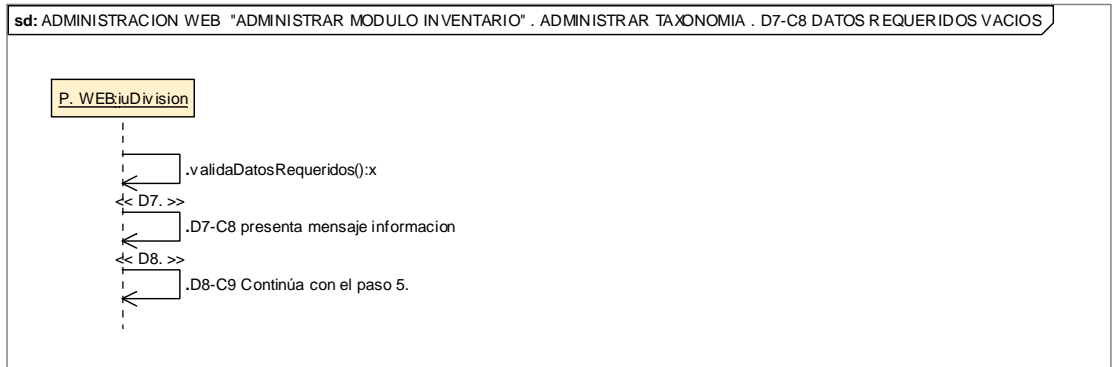 sd: ADMINISTRACION WEB "ADMINISTRAR MODULO INVENTARIO" . ADMINISTRAR TAXONOMIA . D7-C8 DATOS REQUERIDOS VACIOS
P. WEB:iuDivision
.validaDatosRequeridos():x
<< D7. >>
.D7-C8 presenta mensaje informacion
<< D8. >>
.D8-C9 Continúa con el paso 5.